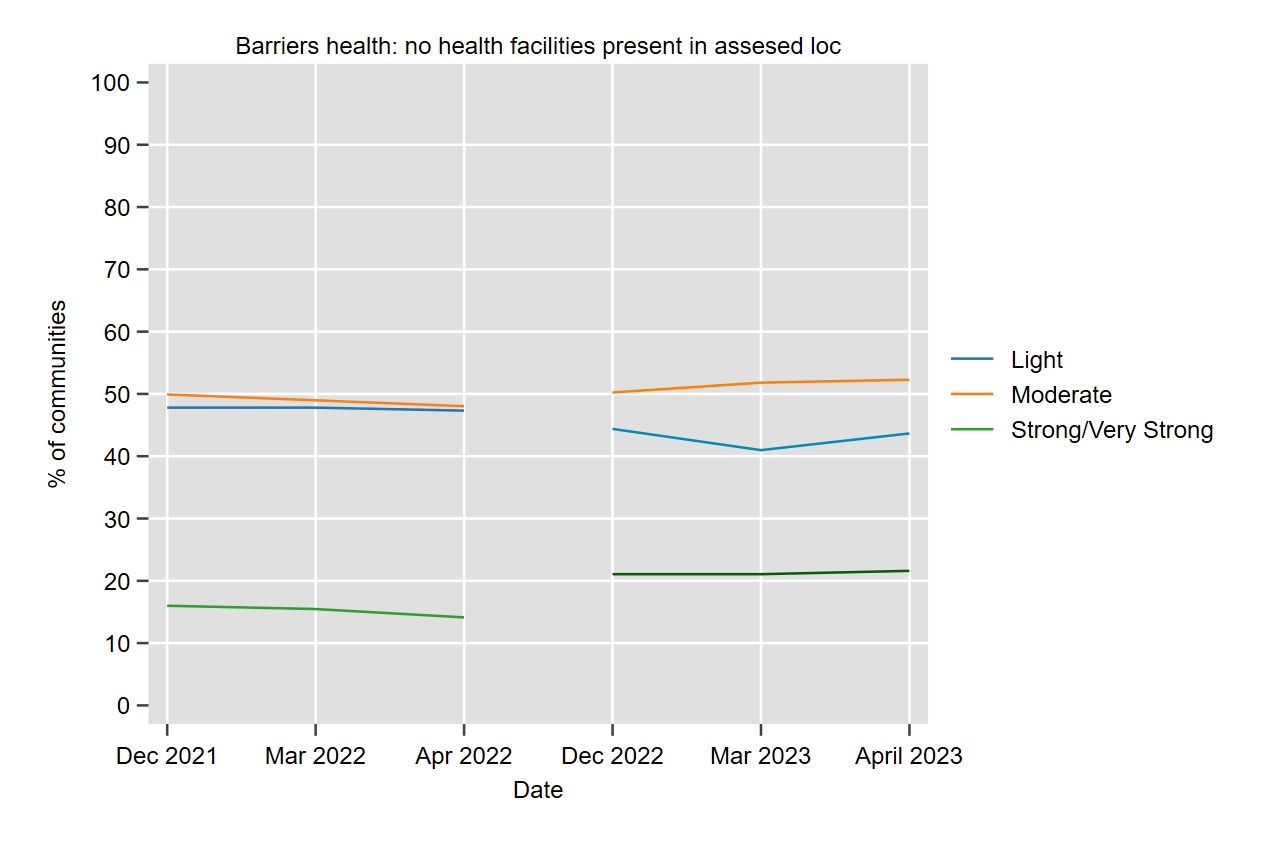 Barriers health: no health facilities present in assesed loc
100
90
80
70
60
50
40
30
20
10
0
% of communities
Dec 2021 Mar 2022 Apr 2022 Dec 2022 Mar 2023 April 2023
Date
Light
Moderate
Strong/Very Strong